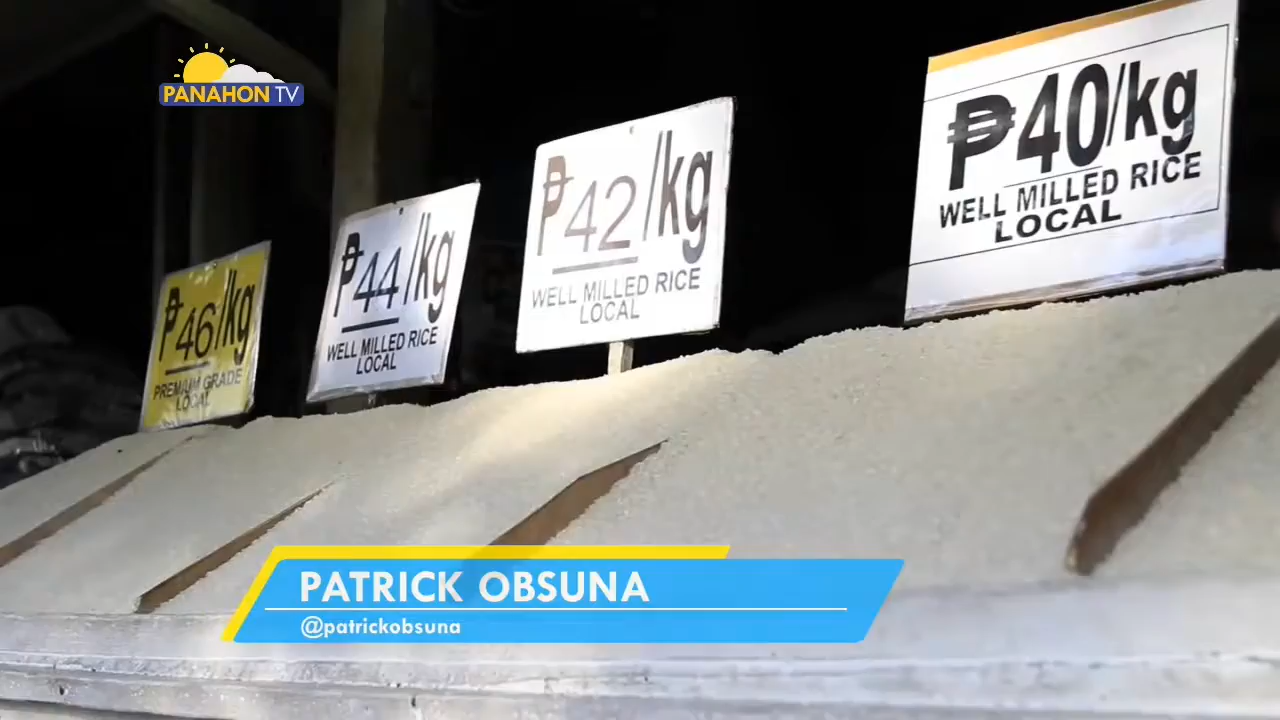 PANAHON TV
₱46/kg
PREMIUM GRADE
LOCAL
₱44/kg
WELL MILLED RICE
LOCAL
₱42/kg
WELL MILLED RICE
LOCAL
₱40/kg
WELL MILLED RICE
LOCAL
PATRICK OBSUNA
@patrickobsuna